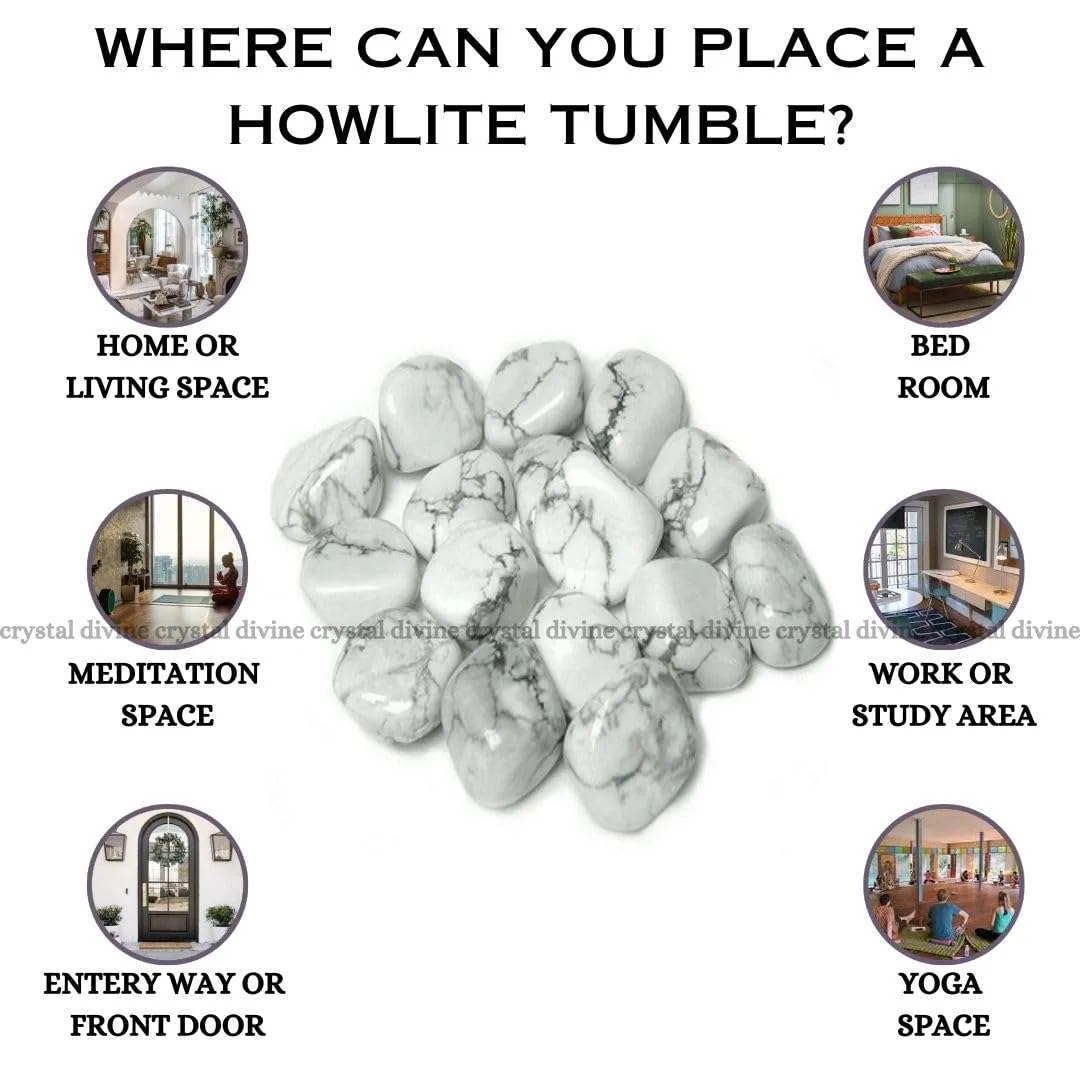 WHERE CAN YOU PLACE A
HOWLITE TUMBLE?
HOME OR
LIVING SPACE
BED
ROOM
crystal divine crystal divine crystal divine crystal divine crystal divine crystal divine crystal divine
MEDITATION
SPACE
WORK OR
STUDY AREA
ENTERY WAY OR
FRONT DOOR
YOGA
SPACE